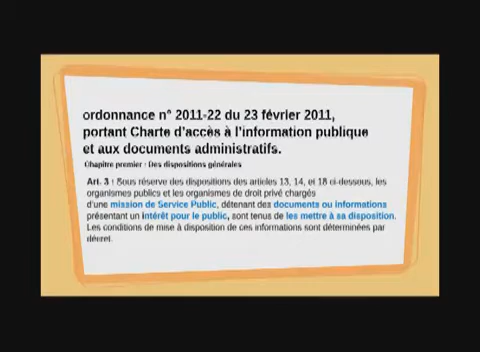 ordonnance n° 2011-22 du 23 février 2011,
portant Charte d'accès à l'information publique
et aux documents administratifs.
Chapitre premier : Des dispositions générales
Art. 3 : Sous réserve des dispositions des articles 13, 14, et 18 ci-dessous, les
organismes publics et les organismes de droit privé chargés
d'une mission de Service Public, détenant des documents ou informations
présentant un intérêt pour le public, sont tenus de les mettre à sa disposition.
Les conditions de mise à disposition de ces informations sont déterminées par
décret.